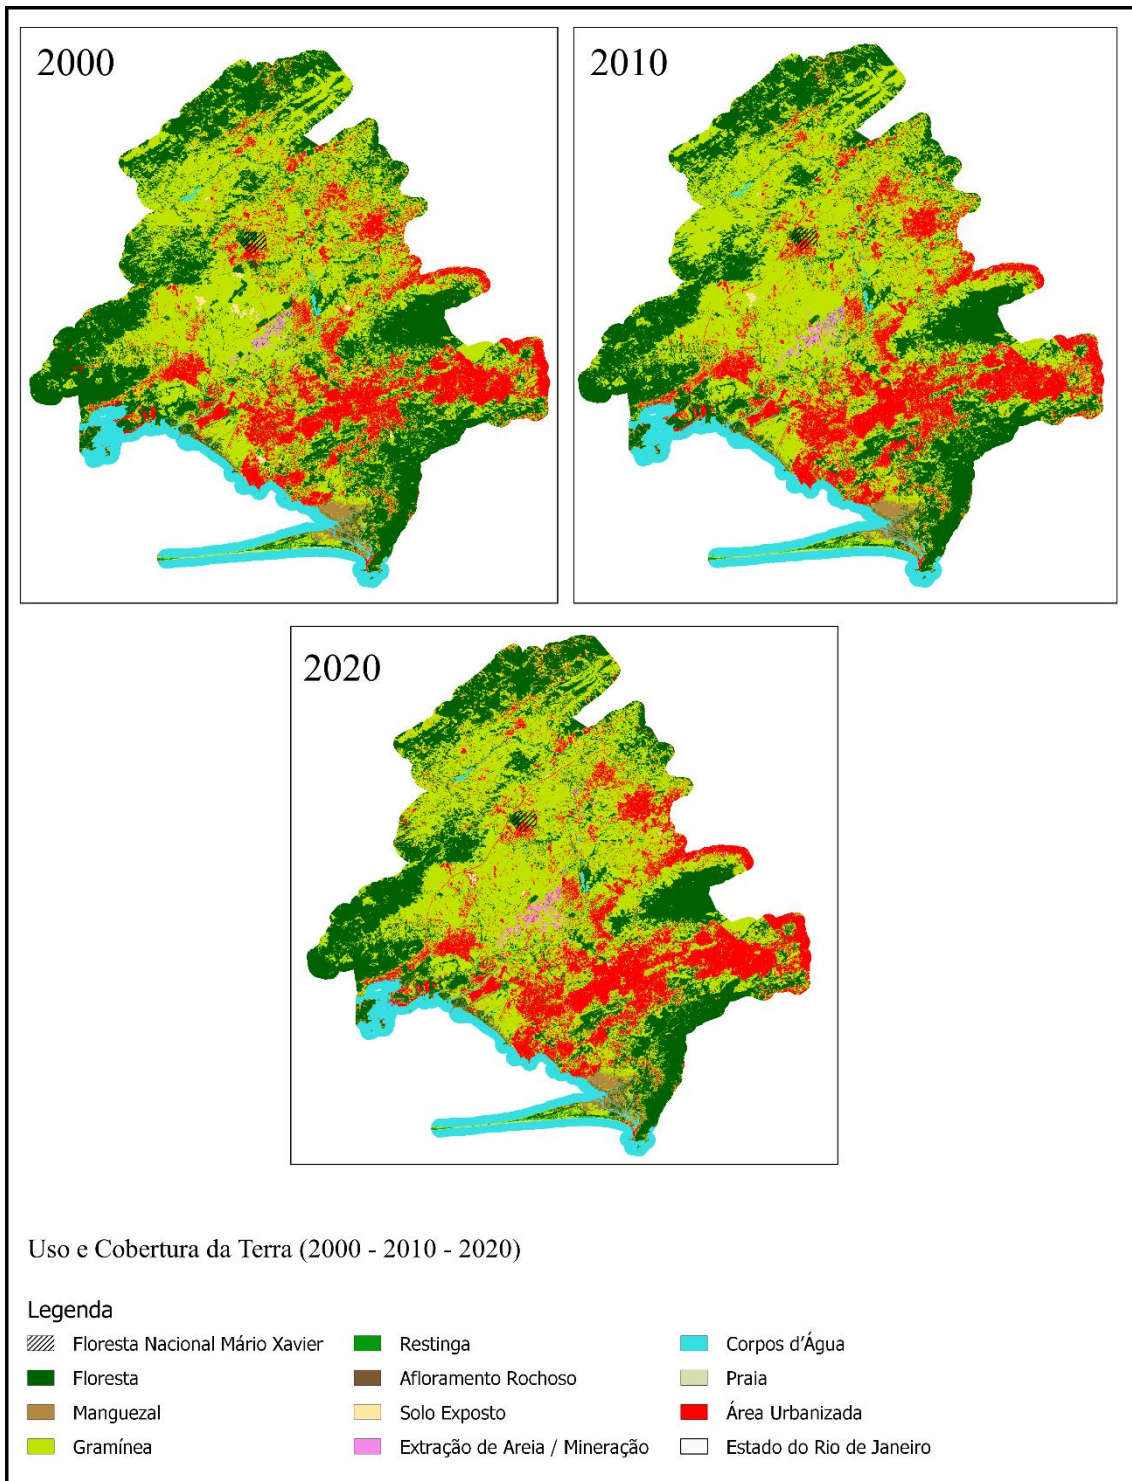 2000
2010
2020
Uso e Cobertura da Terra (2000 - 2010 - 2020)
Legenda
Floresta Nacional Mário Xavier
Restinga
Corpos d'Água
Floresta
Afloramento Rochoso
Praia
Manguezal
Solo Exposto
Área Urbanizada
Gramínea
Extração de Areia / Mineração
Estado do Rio de Janeiro